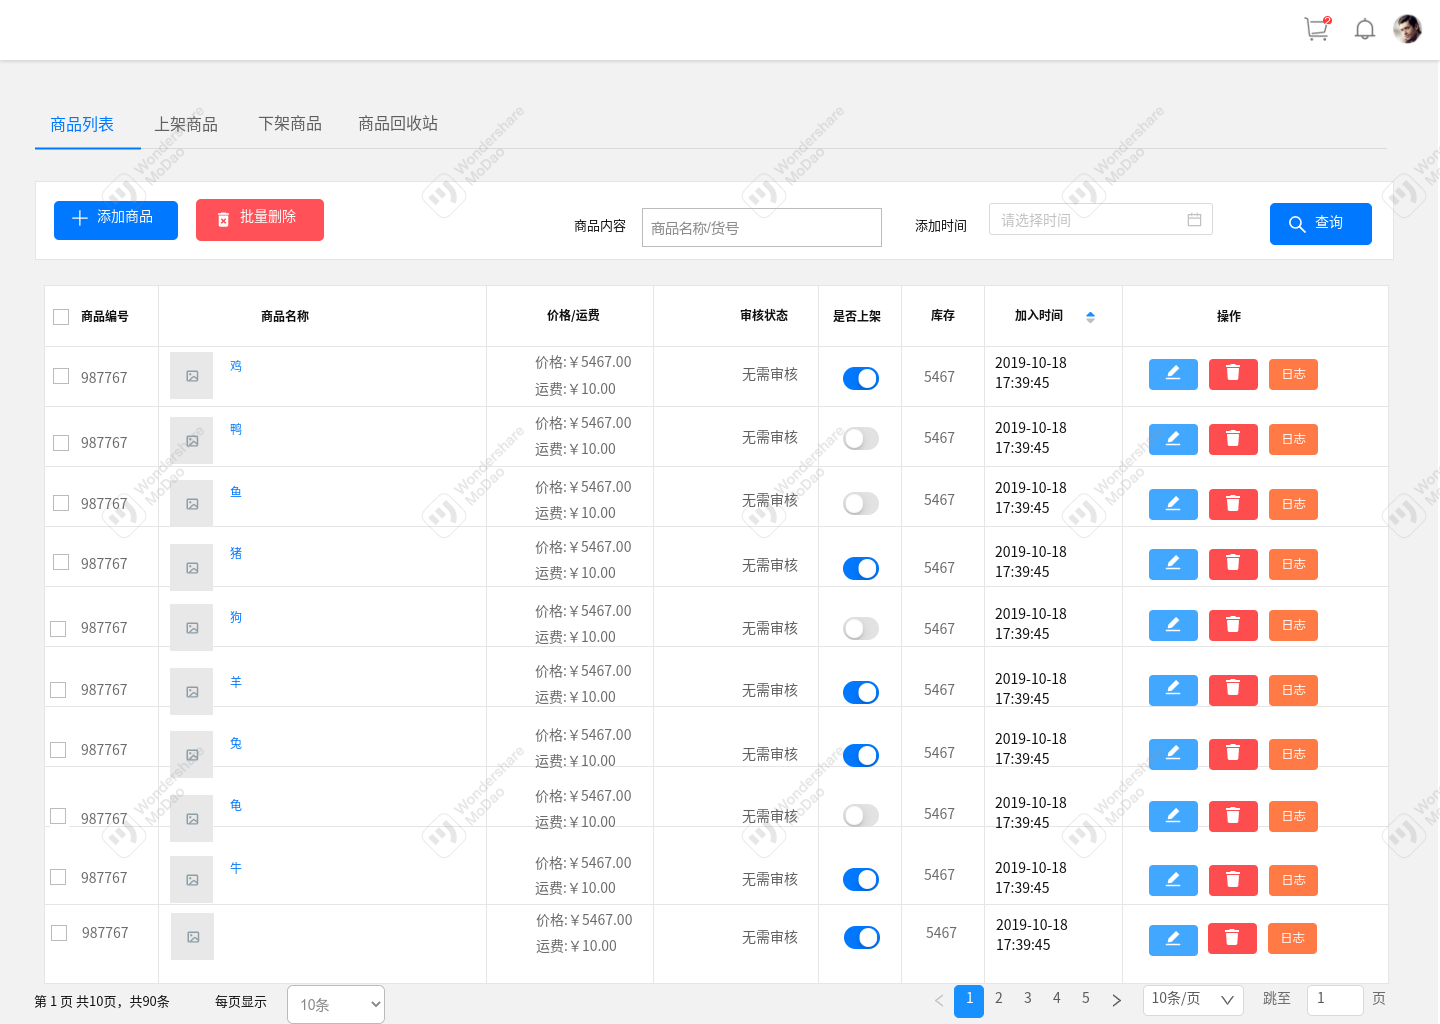 2
商品列表 上架商品 下架商品 商品回收站
添加商品 批量删除 商品内容 商品名称/货号 添加时间 请选择时间 查询
商品编号 商品名称 价格/运费 审核状态 是否上架 库存 加入时间 操作
987767 鸡 价格:￥5467.00 运费:￥10.00 无需审核 5467 2019-10-18 17:39:45 日志
987767 鸭 价格:￥5467.00 运费:￥10.00 无需审核 5467 2019-10-18 17:39:45 日志
987767 鱼 价格:￥5467.00 运费:￥10.00 无需审核 5467 2019-10-18 17:39:45 日志
987767 猪 价格:￥5467.00 运费:￥10.00 无需审核 5467 2019-10-18 17:39:45 日志
987767 狗 价格:￥5467.00 运费:￥10.00 无需审核 5467 2019-10-18 17:39:45 日志
987767 羊 价格:￥5467.00 运费:￥10.00 无需审核 5467 2019-10-18 17:39:45 日志
987767 兔 价格:￥5467.00 运费:￥10.00 无需审核 5467 2019-10-18 17:39:45 日志
987767 龟 价格:￥5467.00 运费:￥10.00 无需审核 5467 2019-10-18 17:39:45 日志
987767 牛 价格:￥5467.00 运费:￥10.00 无需审核 5467 2019-10-18 17:39:45 日志
987767 价格:￥5467.00 运费:￥10.00 无需审核 5467 2019-10-18 17:39:45 日志
第 1 页 共10页，共90条 每页显示 10条 1 2 3 4 5 10条/页 跳至 1 页
Wondershare
MoDao